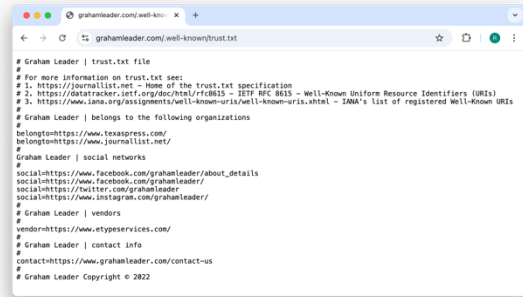 grahamleader.com/.well-know
grahamleader.com/.well-known/trust.txt
R
# Graham Leader | trust.txt file
#
# For more information on trust.txt see:
# 1. https://journallist.net - Home of the trust.txt specification
# 2. https://datatracker.ietf.org/doc/html/rfc8615 - IETF RFC 8615 - Well-Known Uniform Resource Identifiers (URIs)
# 3. https://www.iana.org/assignments/well-known-uris/well-known-uris.xhtml - IANA's list of registered Well-Known URIs
#
# Graham Leader | belongs to the following organizations
#
belongto=https://www.texaspress.com/
belongto=https://www.journallist.net/
#
Graham Leader | social networks
#
social=https://www.facebook.com/grahamleader/about_details
social=https://www.facebook.com/grahamleader/
social=https://twitter.com/grahamleader
social=https://www.instagram.com/grahamleader/
#
# Graham Leader | vendors
#
vendor=https://www.etypeservices.com/
#
# Graham Leader | contact info
#
contact=https://www.grahamleader.com/contact-us
#
# Graham Leader Copyright © 2022